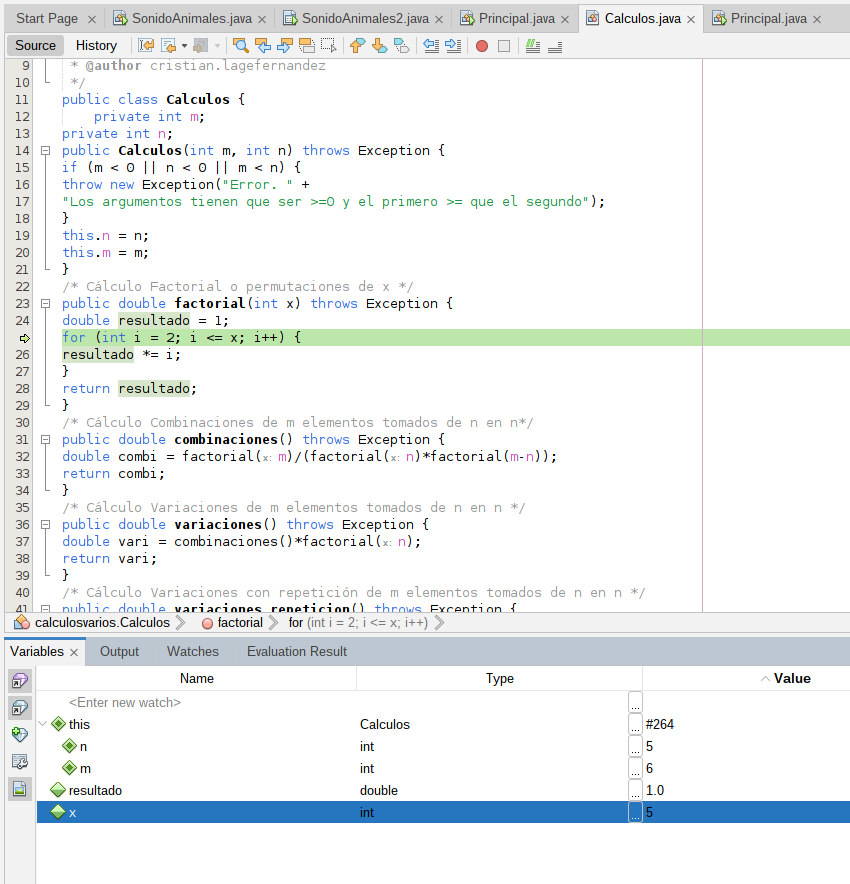 Start Page × SonidoAnimales.java × SonidoAnimales2.java × Principal.java × Calculos.java × Principal.java ×
Source History
9 * @author cristian.lagefernandez
10 */
11 public class Calculos {
12 private int m;
13 private int n;
14 public Calculos(int m, int n) throws Exception {
15 if (m < 0 || n < 0 || m < n) {
16 throw new Exception("Error. " +
17 "Los argumentos tienen que ser >=0 y el primero >= que el segundo");
18 }
19 this.n = n;
20 this.m = m;
21 }
22 /* Cálculo Factorial o permutaciones de x */
23 public double factorial(int x) throws Exception {
24 double resultado = 1;
for (int i = 2; i <= x; i++) {
26 resultado *= i;
27 }
28 return resultado;
29 }
30 /* Cálculo Combinaciones de m elementos tomados de n en n*/
31 public double combinaciones() throws Exception {
32 double combi = factorial(x: m)/(factorial(x: n)*factorial(m-n));
33 return combi;
34 }
35 /* Cálculo Variaciones de m elementos tomados de n en n */
36 public double variaciones() throws Exception {
37 double vari = combinaciones()*factorial(x: n);
38 return vari;
39 }
40 /* Cálculo Variaciones con repetición de m elementos tomados de n en n */
41 public double variaciones_repeticion() throws Exception {
calculosvarios.Calculos factorial for (int i = 2; i <= x; i++)
Variables × Output Watches Evaluation Result
Name Type Value
<Enter new watch> ...
this Calculos ... #264
n int ... 5
m int ... 6
resultado double ... 1.0
x int ... 5